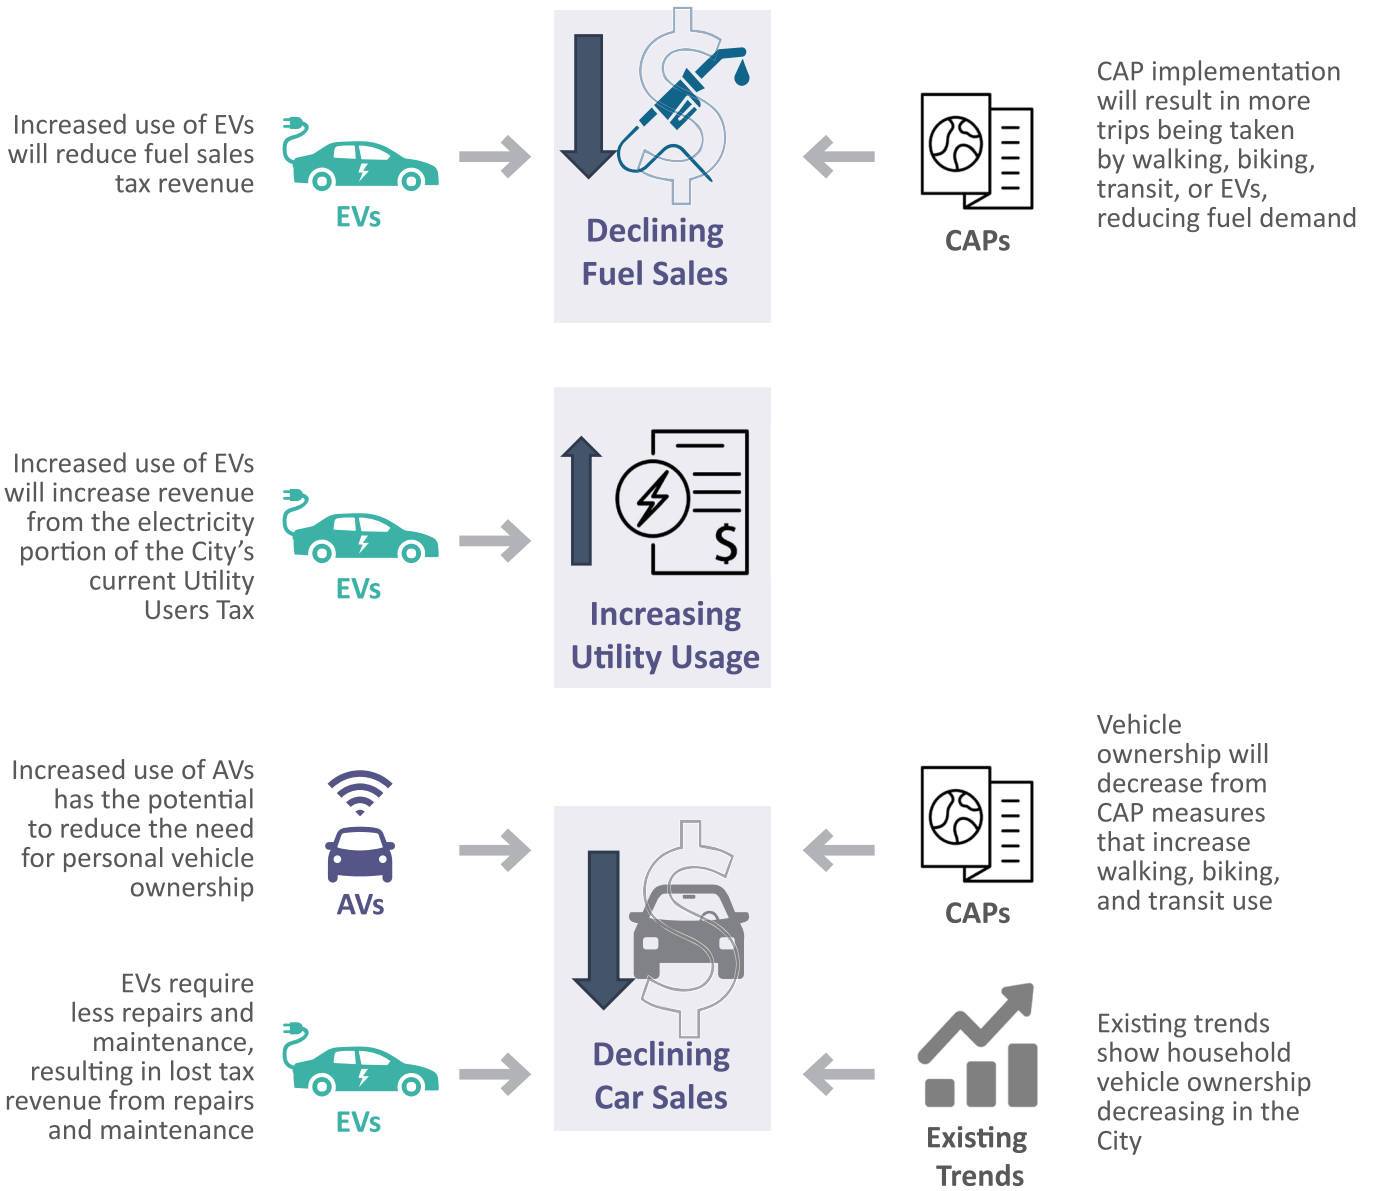 Increased use of EVs
will reduce fuel sales
tax revenue
EVs
$
Declining
Fuel Sales
CAPs
CAP implementation
will result in more
trips being taken
by walking, biking,
transit, or EVs,
reducing fuel demand
Increased use of EVs
will increase revenue
from the electricity
portion of the City’s
current Utility
Users Tax
EVs
$
Increasing
Utility Usage
Increased use of AVs
has the potential
to reduce the need
for personal vehicle
ownership
AVs
EVs require
less repairs and
maintenance,
resulting in lost tax
revenue from repairs
and maintenance
EVs
$
Declining
Car Sales
CAPs
Vehicle
ownership will
decrease from
CAP measures
that increase
walking, biking,
and transit use
Existing
Trends
Existing trends
show household
vehicle ownership
decreasing in the
City